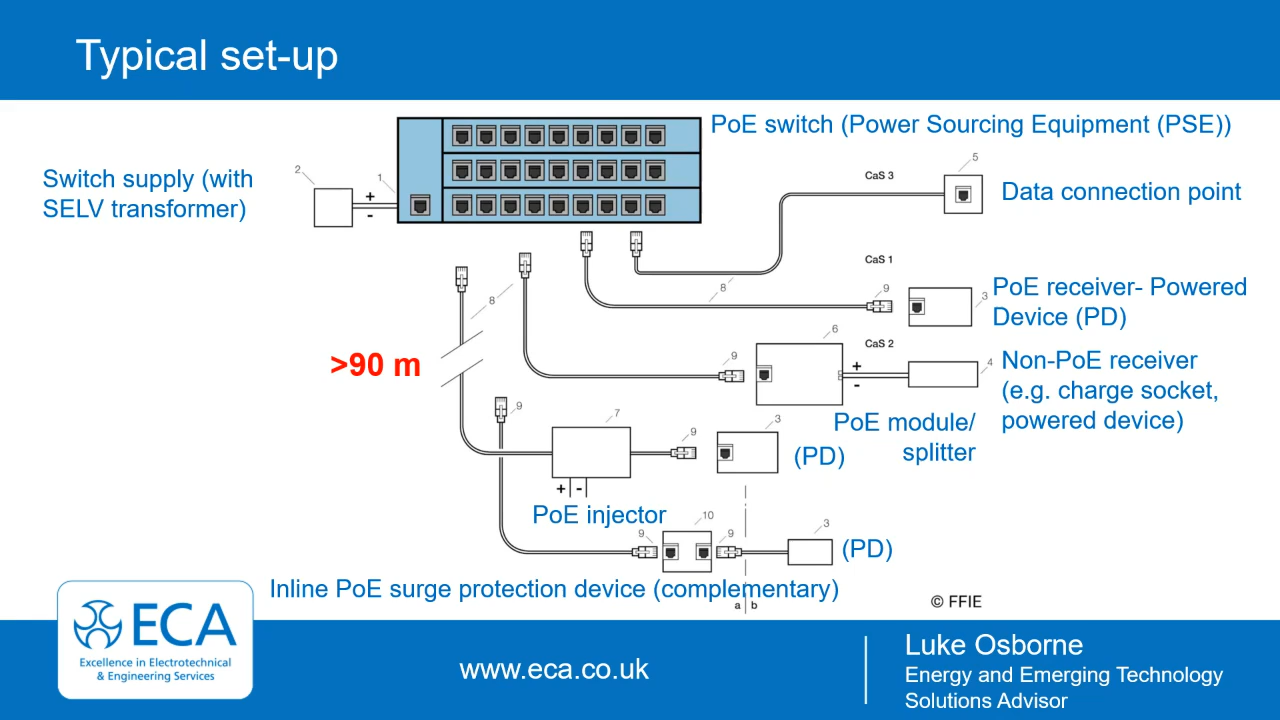 Typical set-up
PoE switch (Power Sourcing Equipment (PSE))
Switch supply (with
SELV transformer)
2
1
+
-
CaS 3
5
Data connection point
8
CaS 1
8
9
3
PoE receiver- Powered
Device (PD)
>90 m
9
6
CaS 2
+
-
4
Non-PoE receiver
(e.g. charge socket,
powered device)
PoE module/
splitter
9
7
9
3
(PD)
+ -
PoE injector
9
10
9
3
(PD)
Inline PoE surge protection device (complementary)
a b
© FFIE
ECA
Excellence in Electrotechnical
& Engineering Services
www.eca.co.uk
Luke Osborne
Energy and Emerging Technology
Solutions Advisor